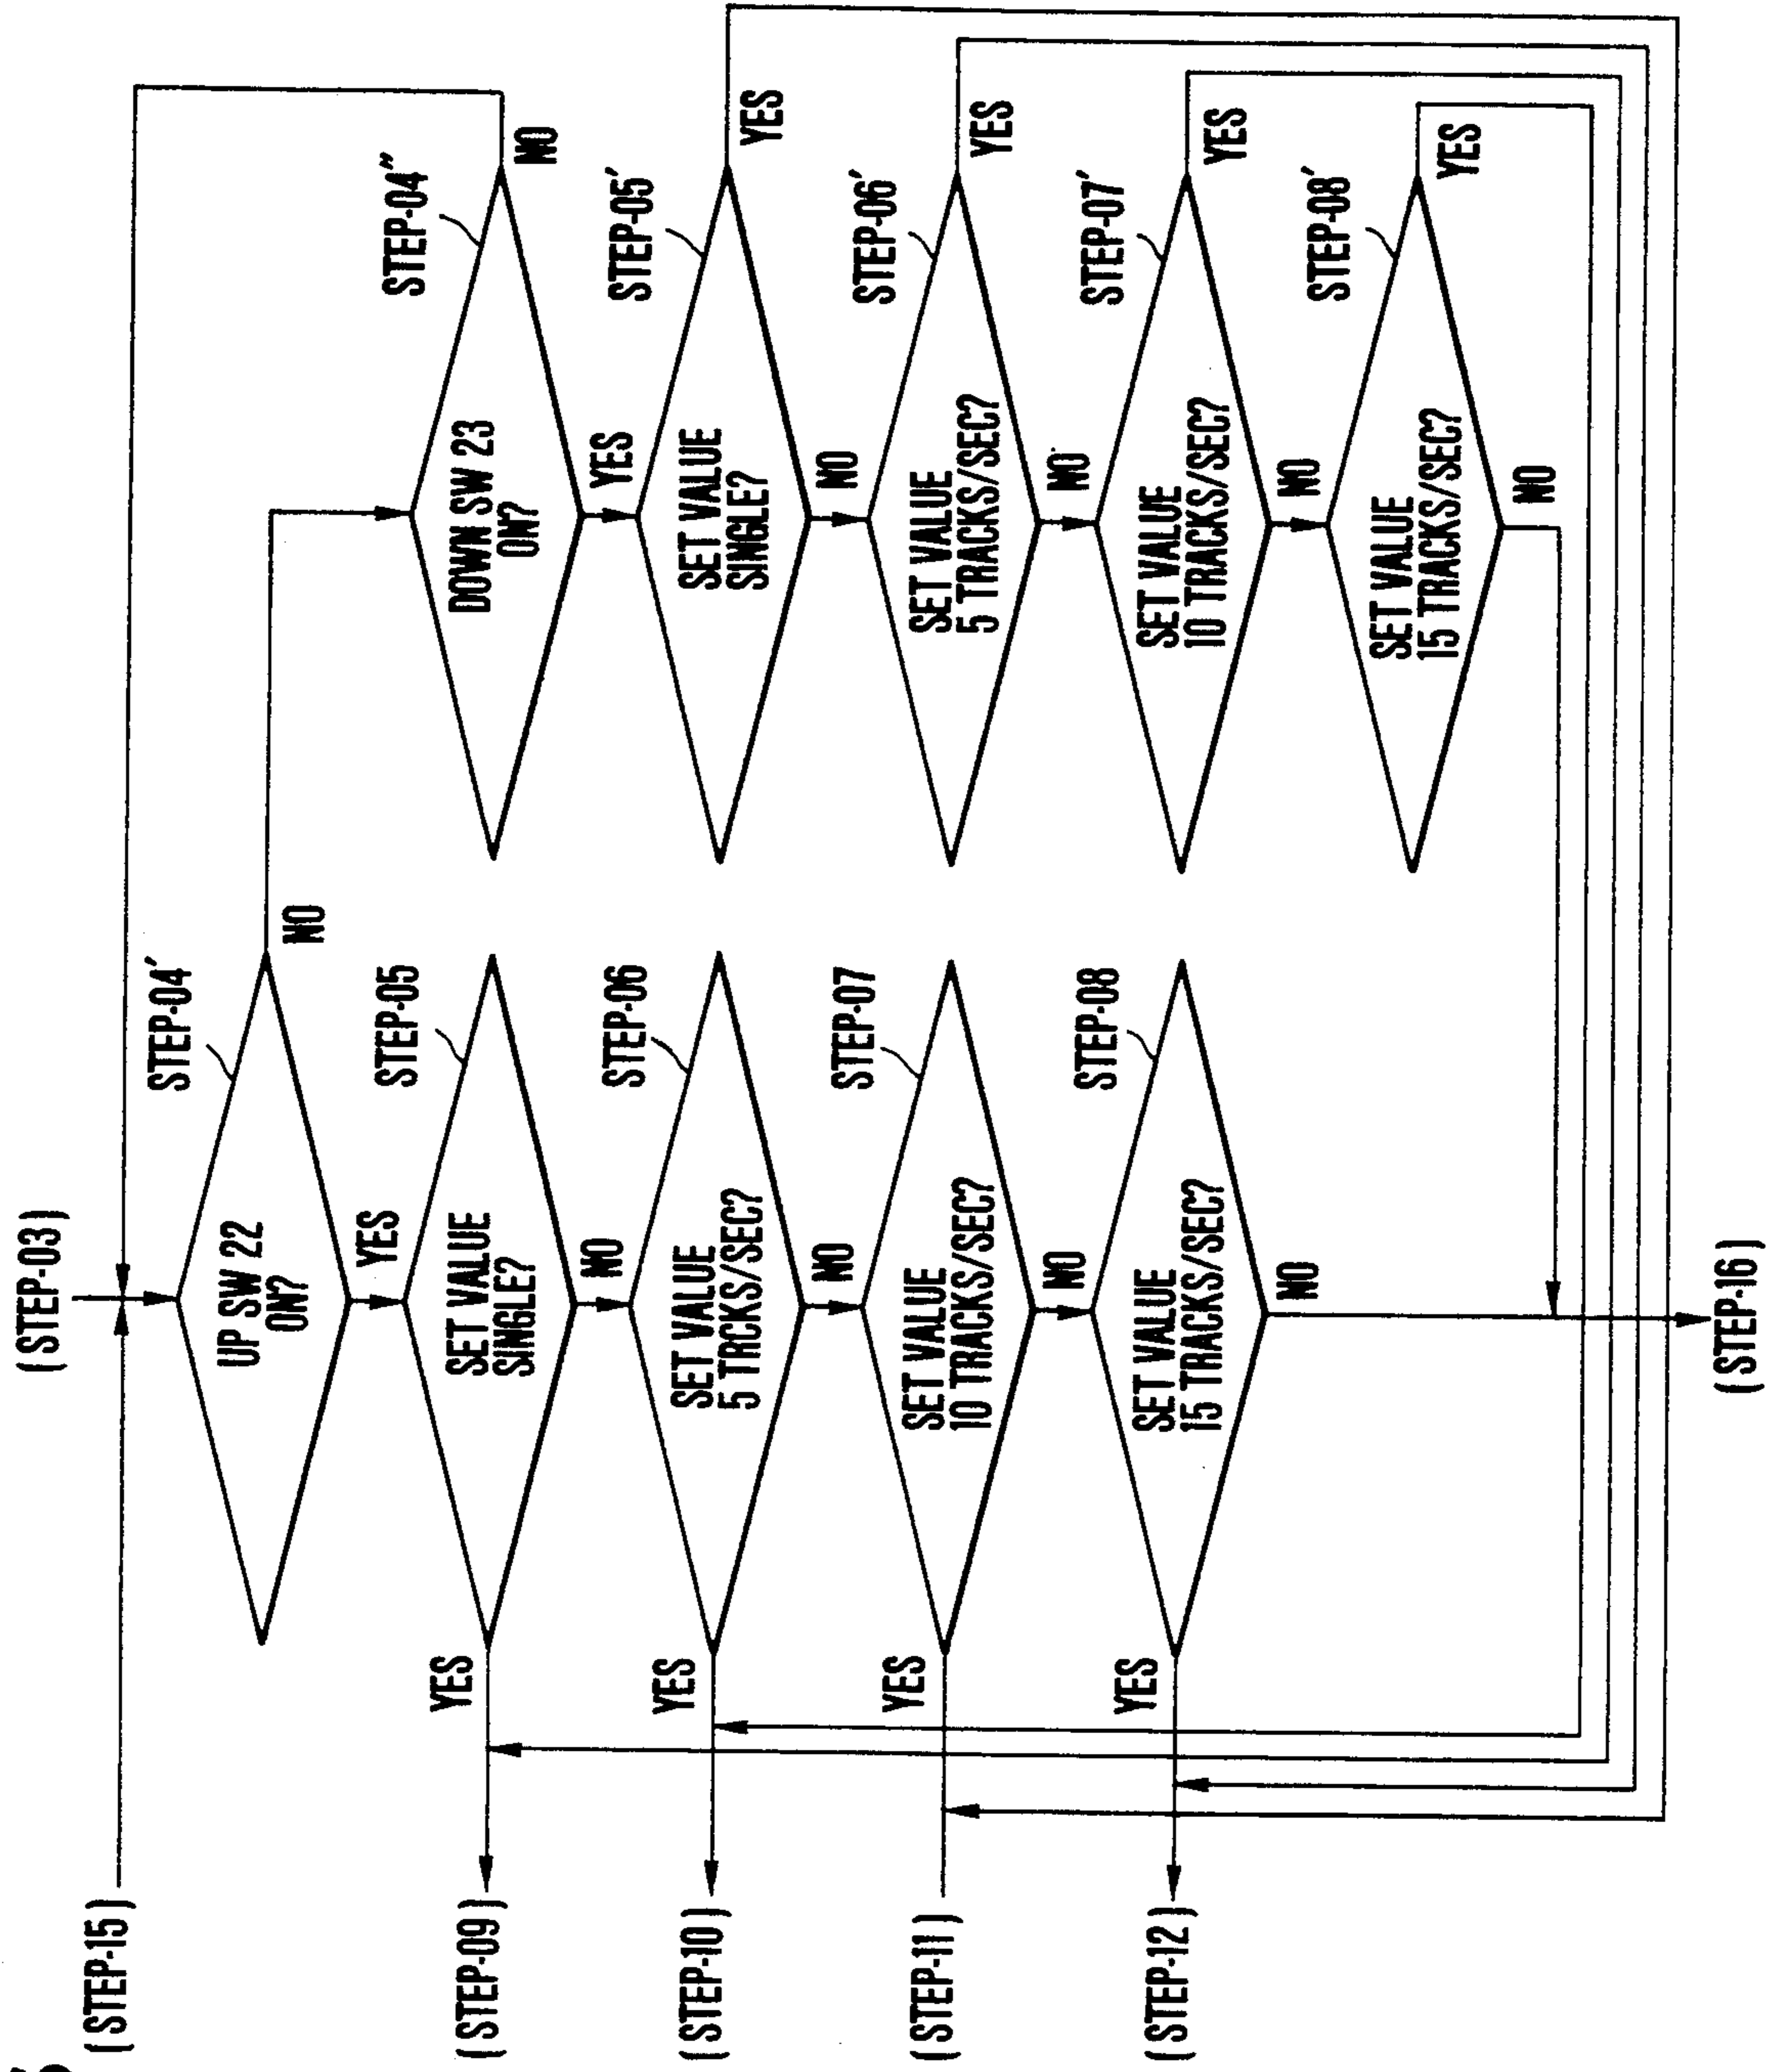 (STEP-03)
(STEP-15)
STEP-04′
UP SW 22
ON?
NO
YES
STEP-05
SET VALUE
SINGLE?
YES
NO
(STEP-09)
STEP-06
SET VALUE
5 TRCKS/SEC?
YES
NO
(STEP-10)
STEP-07
SET VALUE
10 TRACKS/SEC?
YES
NO
(STEP-11)
STEP-08
SET VALUE
15 TRACKS/SEC?
YES
NO
(STEP-12)
STEP-04″
DOWN SW 23
ON?
NO
YES
STEP-05′
SET VALUE
SINGLE?
YES
NO
STEP-06′
SET VALUE
5 TRACKS/SEC?
YES
NO
STEP-07′
SET VALUE
10 TRACKS/SEC?
YES
NO
STEP-08′
SET VALUE
15 TRACKS/SEC?
YES
NO
(STEP-16)